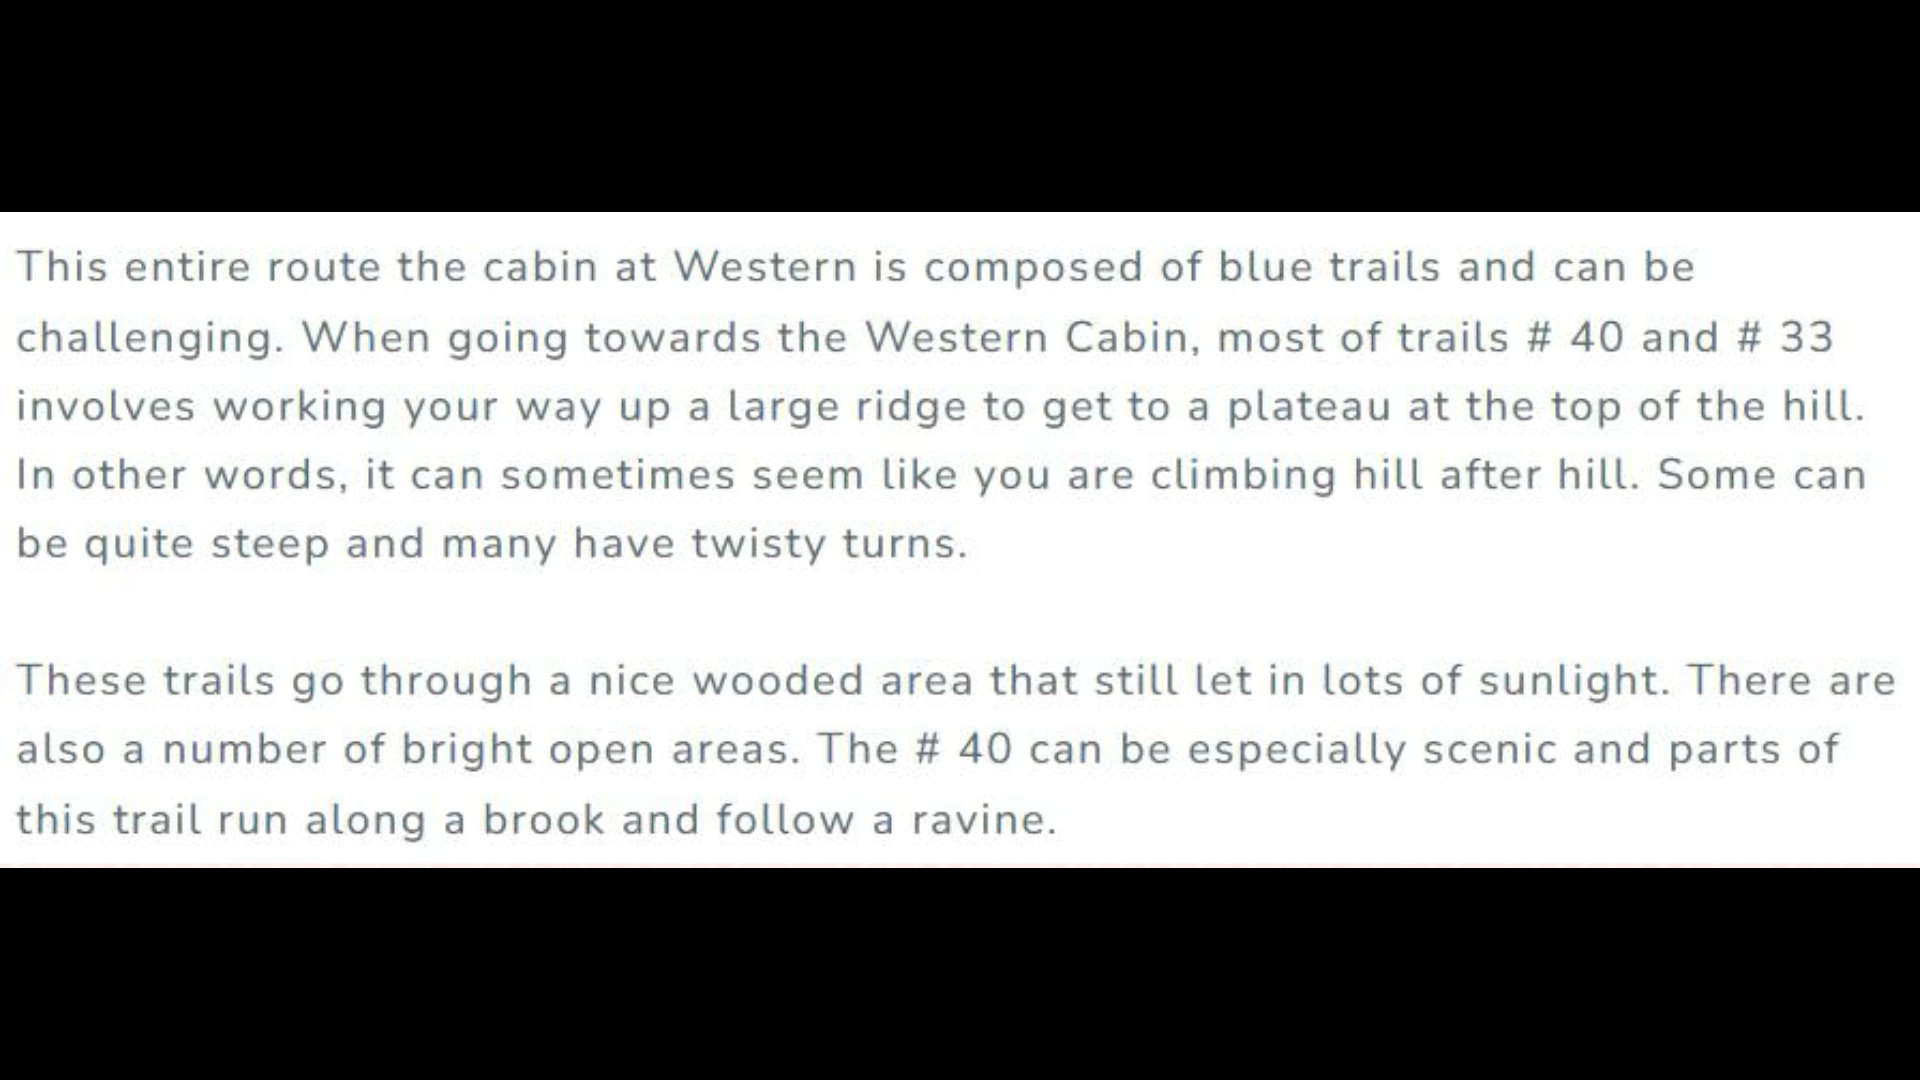 This entire route the cabin at Western is composed of blue trails and can be
challenging. When going towards the Western Cabin, most of trails # 40 and # 33
involves working your way up a large ridge to get to a plateau at the top of the hill.
In other words, it can sometimes seem like you are climbing hill after hill. Some can
be quite steep and many have twisty turns.
These trails go through a nice wooded area that still let in lots of sunlight. There are
also a number of bright open areas. The # 40 can be especially scenic and parts of
this trail run along a brook and follow a ravine.